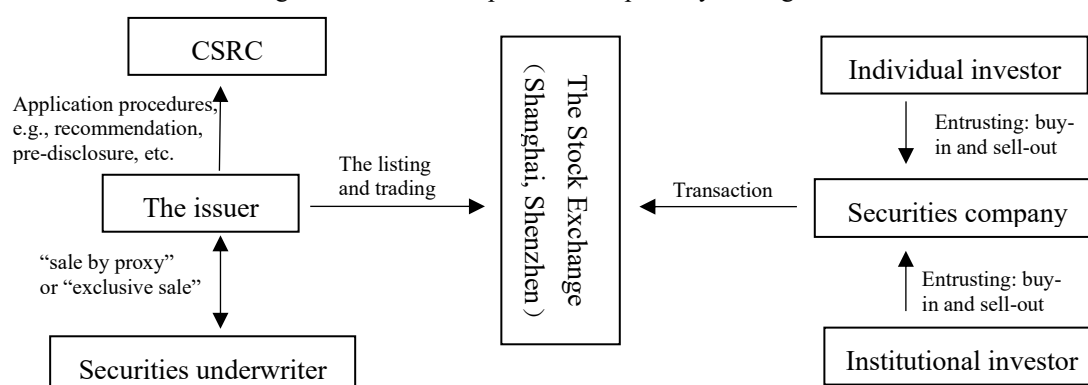 CSRC
Application procedures,
e.g., recommendation,
pre-disclosure, etc.
The issuer
"sale by proxy"
or "exclusive sale"
Securities underwriter
The listing
and trading
The Stock Exchange
(Shanghai, Shenzhen)
Transaction
Individual investor
Entrusting: buy-
in and sell-out
Securities company
Entrusting: buy-
in and sell-out
Institutional investor